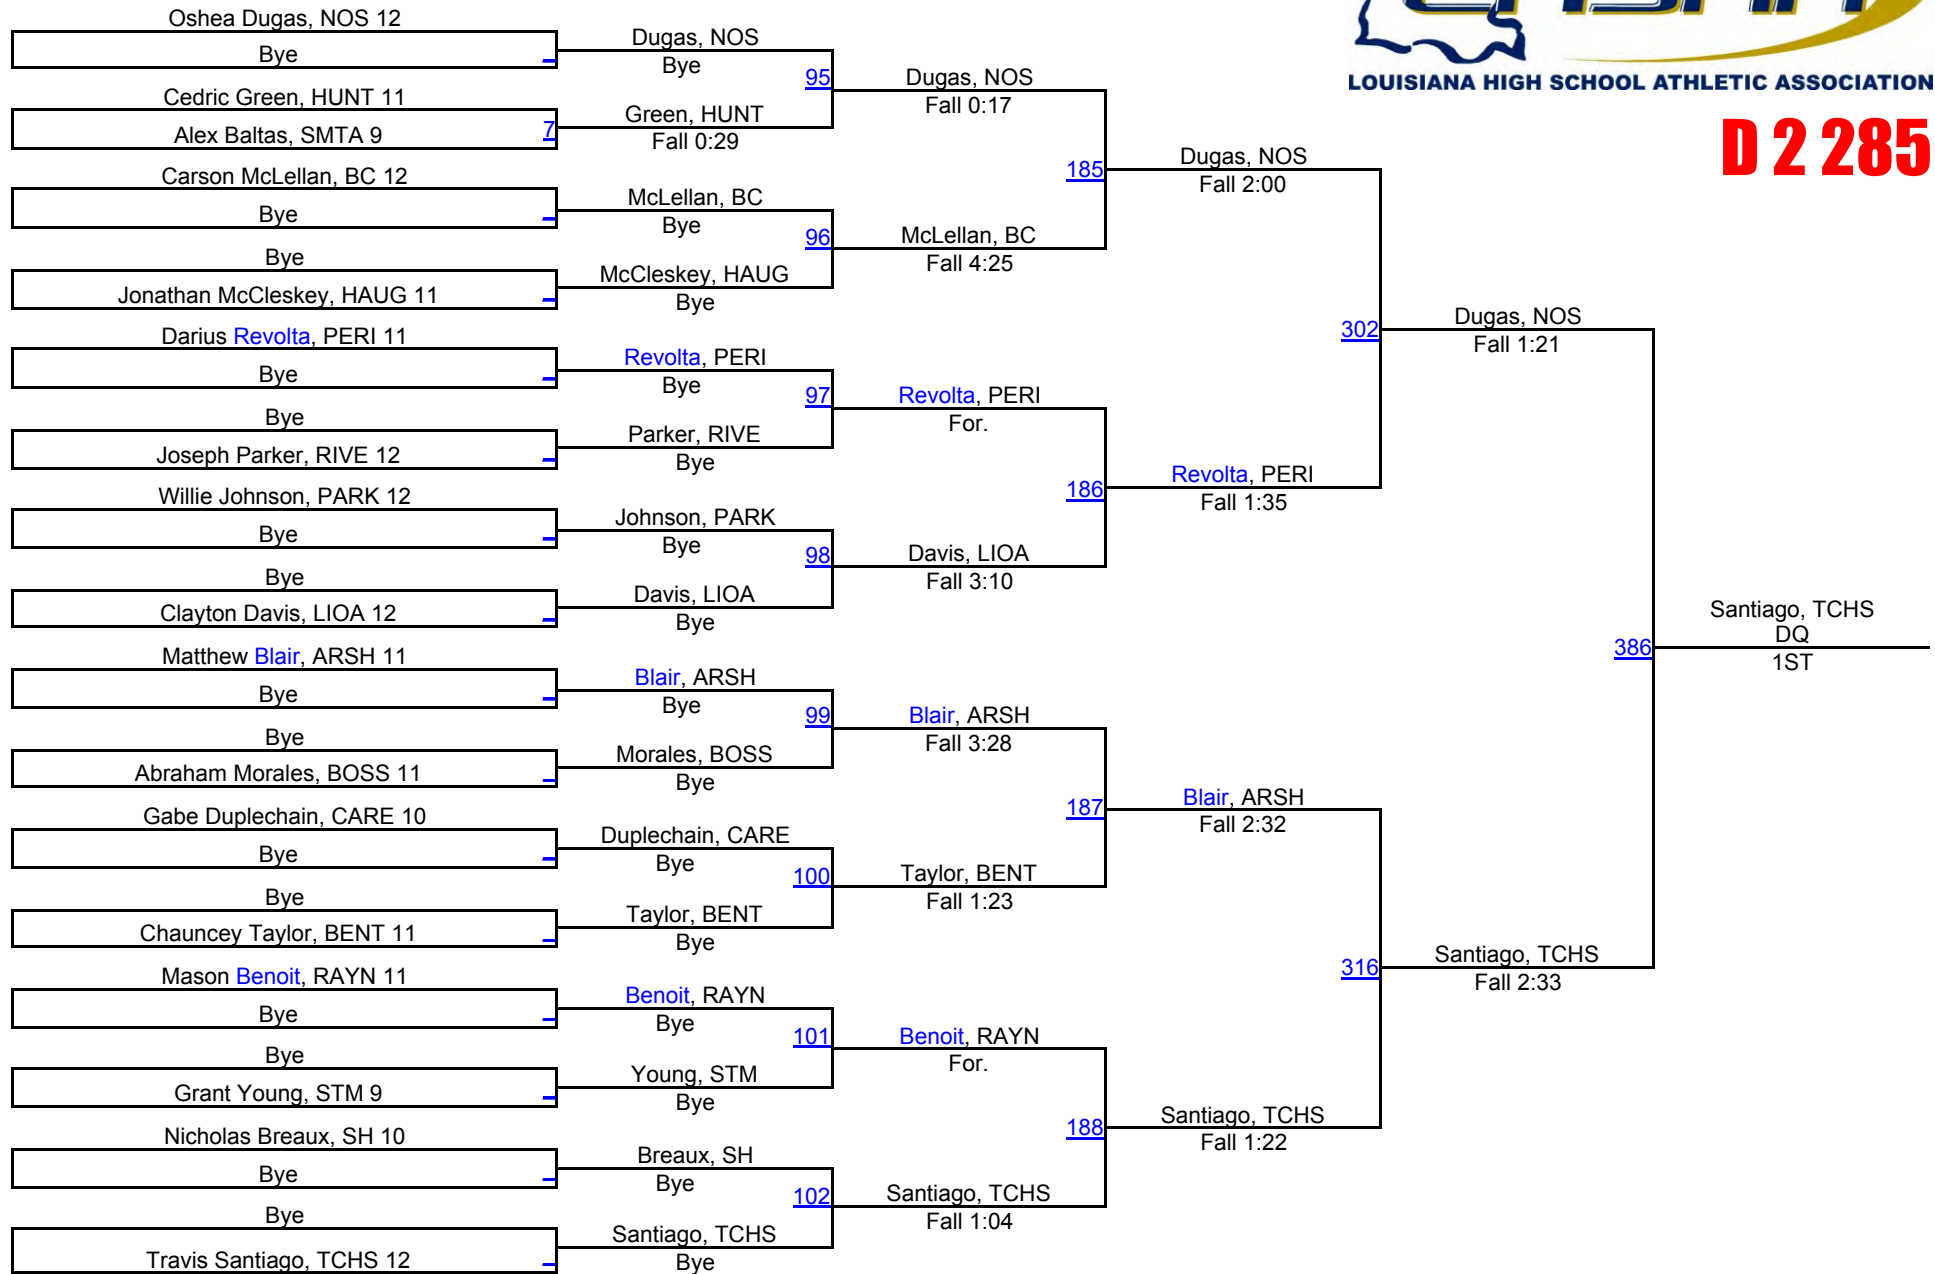 LOUISIANA HIGH SCHOOL ATHLETIC ASSOCIATION
D 2 285
Oshea Dugas, NOS 12
Bye
Cedric Green, HUNT 11
Alex Baltas, SMTA 9
7
Carson McLellan, BC 12
Bye
Bye
Jonathan McCleskey, HAUG 11
Darius Revolta, PERI 11
Bye
Bye
Joseph Parker, RIVE 12
Willie Johnson, PARK 12
Bye
Bye
Clayton Davis, LIOA 12
Matthew Blair, ARSH 11
Bye
Bye
Abraham Morales, BOSS 11
Gabe Duplechain, CARE 10
Bye
Bye
Chauncey Taylor, BENT 11
Mason Benoit, RAYN 11
Bye
Bye
Grant Young, STM 9
Nicholas Breaux, SH 10
Bye
Bye
Travis Santiago, TCHS 12
Dugas, NOS
Bye
95
Green, HUNT
Fall 0:29
McLellan, BC
Bye
96
McCleskey, HAUG
Bye
Revolta, PERI
Bye
97
Parker, RIVE
Bye
Johnson, PARK
Bye
98
Davis, LIOA
Bye
Blair, ARSH
Bye
99
Morales, BOSS
Bye
Duplechain, CARE
Bye
100
Taylor, BENT
Bye
Benoit, RAYN
Bye
101
Young, STM
Bye
Breaux, SH
Bye
102
Santiago, TCHS
Bye
Dugas, NOS
Fall 0:17
185
McLellan, BC
Fall 4:25
Revolta, PERI
For.
186
Davis, LIOA
Fall 3:10
Blair, ARSH
Fall 3:28
187
Taylor, BENT
Fall 1:23
Benoit, RAYN
For.
188
Santiago, TCHS
Fall 1:04
Dugas, NOS
Fall 2:00
302
Revolta, PERI
Fall 1:35
Blair, ARSH
Fall 2:32
316
Santiago, TCHS
Fall 1:22
Dugas, NOS
Fall 1:21
386
Santiago, TCHS
Fall 2:33
Santiago, TCHS
DQ
1ST